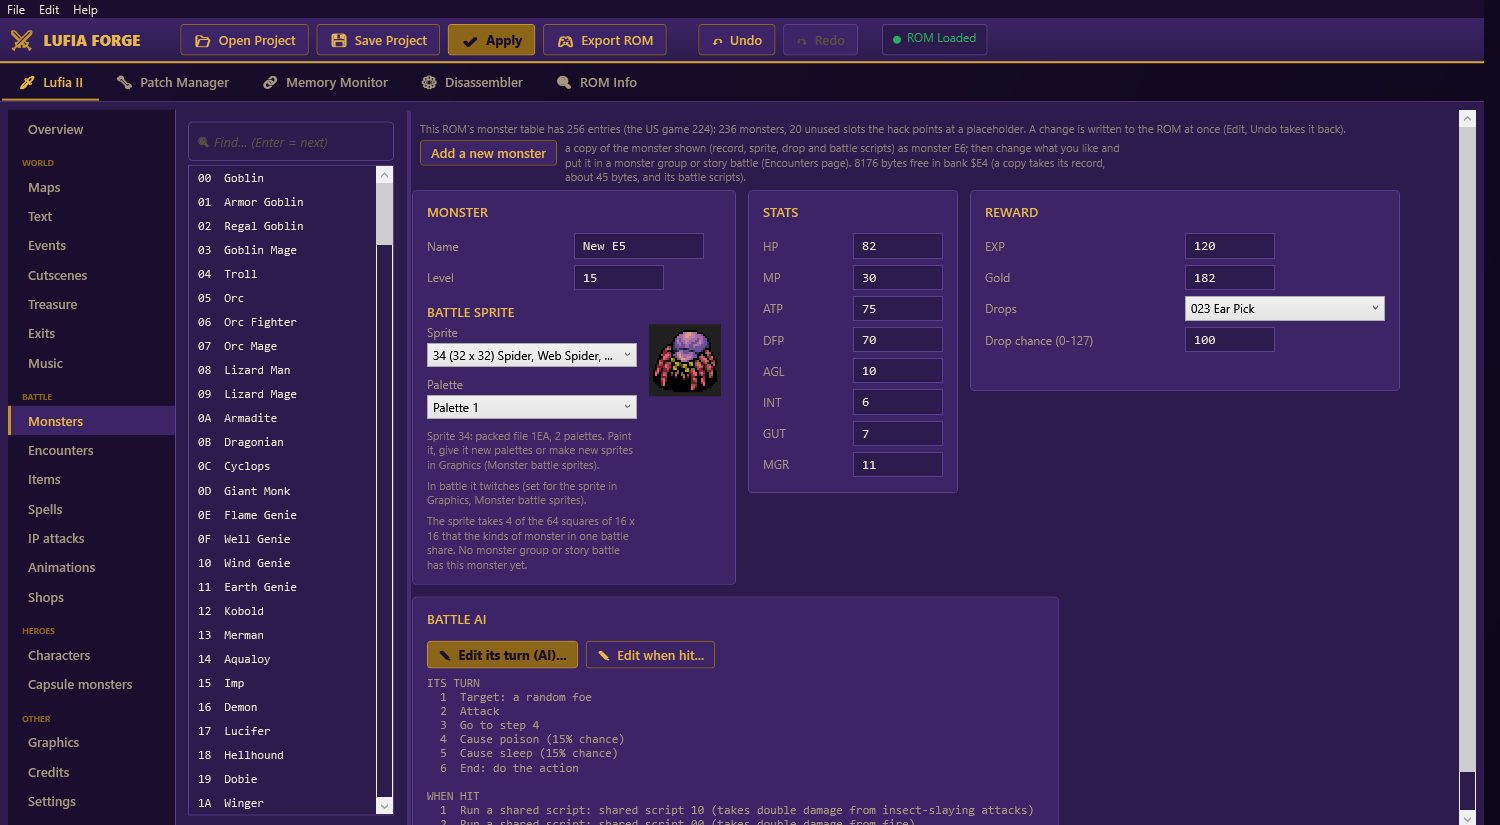 File Edit Help
LUFIA FORGE
Open Project Save Project Apply Export ROM Undo Redo ROM Loaded
Lufia II Patch Manager Memory Monitor Disassembler ROM Info
Overview
WORLD
Maps
Text
Events
Cutscenes
Treasure
Exits
Music
BATTLE
Monsters
Encounters
Items
Spells
IP attacks
Animations
Shops
HEROES
Characters
Capsule monsters
OTHER
Graphics
Credits
Settings
Find... (Enter = next)
00 Goblin
01 Armor Goblin
02 Regal Goblin
03 Goblin Mage
04 Troll
05 Orc
06 Orc Fighter
07 Orc Mage
08 Lizard Man
09 Lizard Mage
0A Armadite
0B Dragonian
0C Cyclops
0D Giant Monk
0E Flame Genie
0F Well Genie
10 Wind Genie
11 Earth Genie
12 Kobold
13 Merman
14 Aqualoy
15 Imp
16 Demon
17 Lucifer
18 Hellhound
19 Dobie
1A Winger
This ROM's monster table has 256 entries (the US game 224): 236 monsters, 20 unused slots the hack points at a placeholder. A change is written to the ROM at once (Edit, Undo takes it back).
Add a new monster
a copy of the monster shown (record, sprite, drop and battle scripts) as monster E6; then change what you like and
put it in a monster group or story battle (Encounters page). 8176 bytes free in bank $E4 (a copy takes its record,
about 45 bytes, and its battle scripts).
MONSTER
Name New E5
Level 15
BATTLE SPRITE
Sprite
34 (32 x 32) Spider, Web Spider, ...
Palette
Palette 1
Sprite 34: packed file 1EA, 2 palettes. Paint
it, give it new palettes or make new sprites
in Graphics (Monster battle sprites).
In battle it twitches (set for the sprite in
Graphics, Monster battle sprites).
The sprite takes 4 of the 64 squares of 16 x
16 that the kinds of monster in one battle
share. No monster group or story battle
has this monster yet.
STATS
HP 82
MP 30
ATP 75
DFP 70
AGL 10
INT 6
GUT 7
MGR 11
REWARD
EXP 120
Gold 182
Drops 023 Ear Pick
Drop chance (0-127) 100
BATTLE AI
Edit its turn (AI)... Edit when hit...
ITS TURN
1 Target: a random foe
2 Attack
3 Go to step 4
4 Cause poison (15% chance)
5 Cause sleep (15% chance)
6 End: do the action
WHEN HIT
1 Run a shared script: shared script 10 (takes double damage from insect-slaying attacks)
2 Run a shared script: shared script 00 (takes double damage from fire)